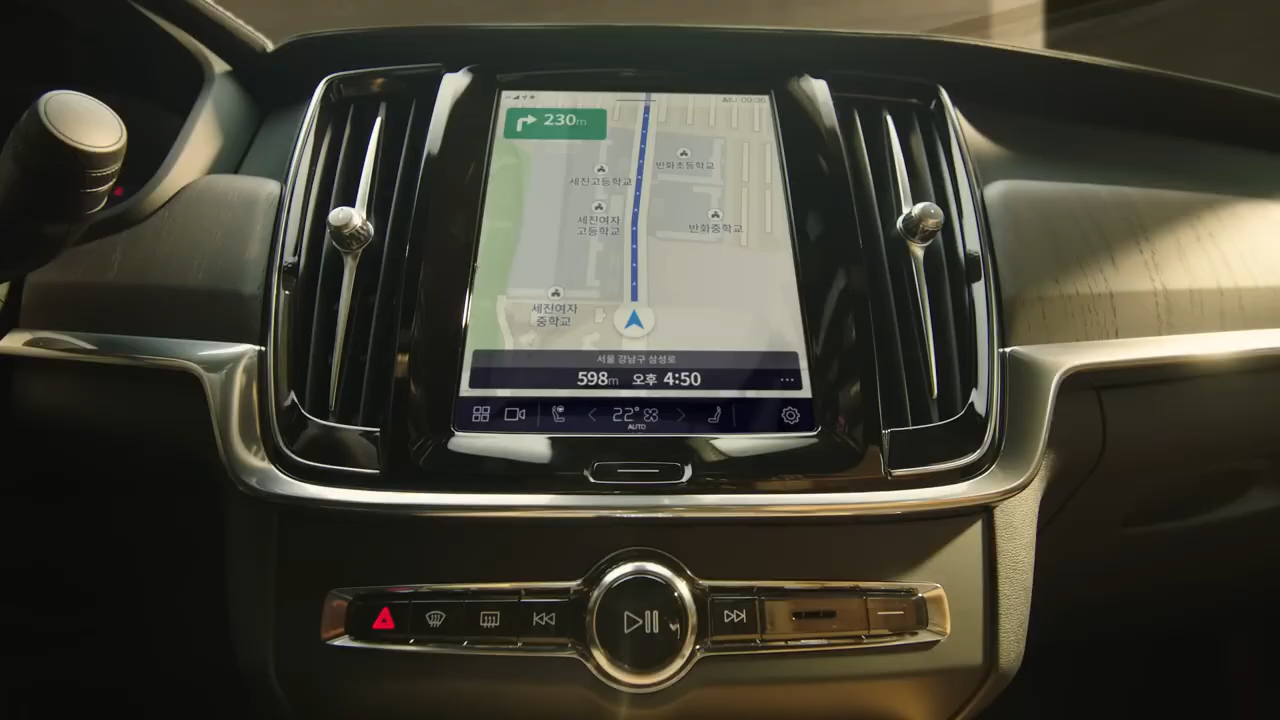 230m
반화초등학교
세진고등학교
세진여자
고등학교
반화중학교
세진여자
중학교
서울 강남구 삼성로
598m 오후 4:50
22°
AUTO